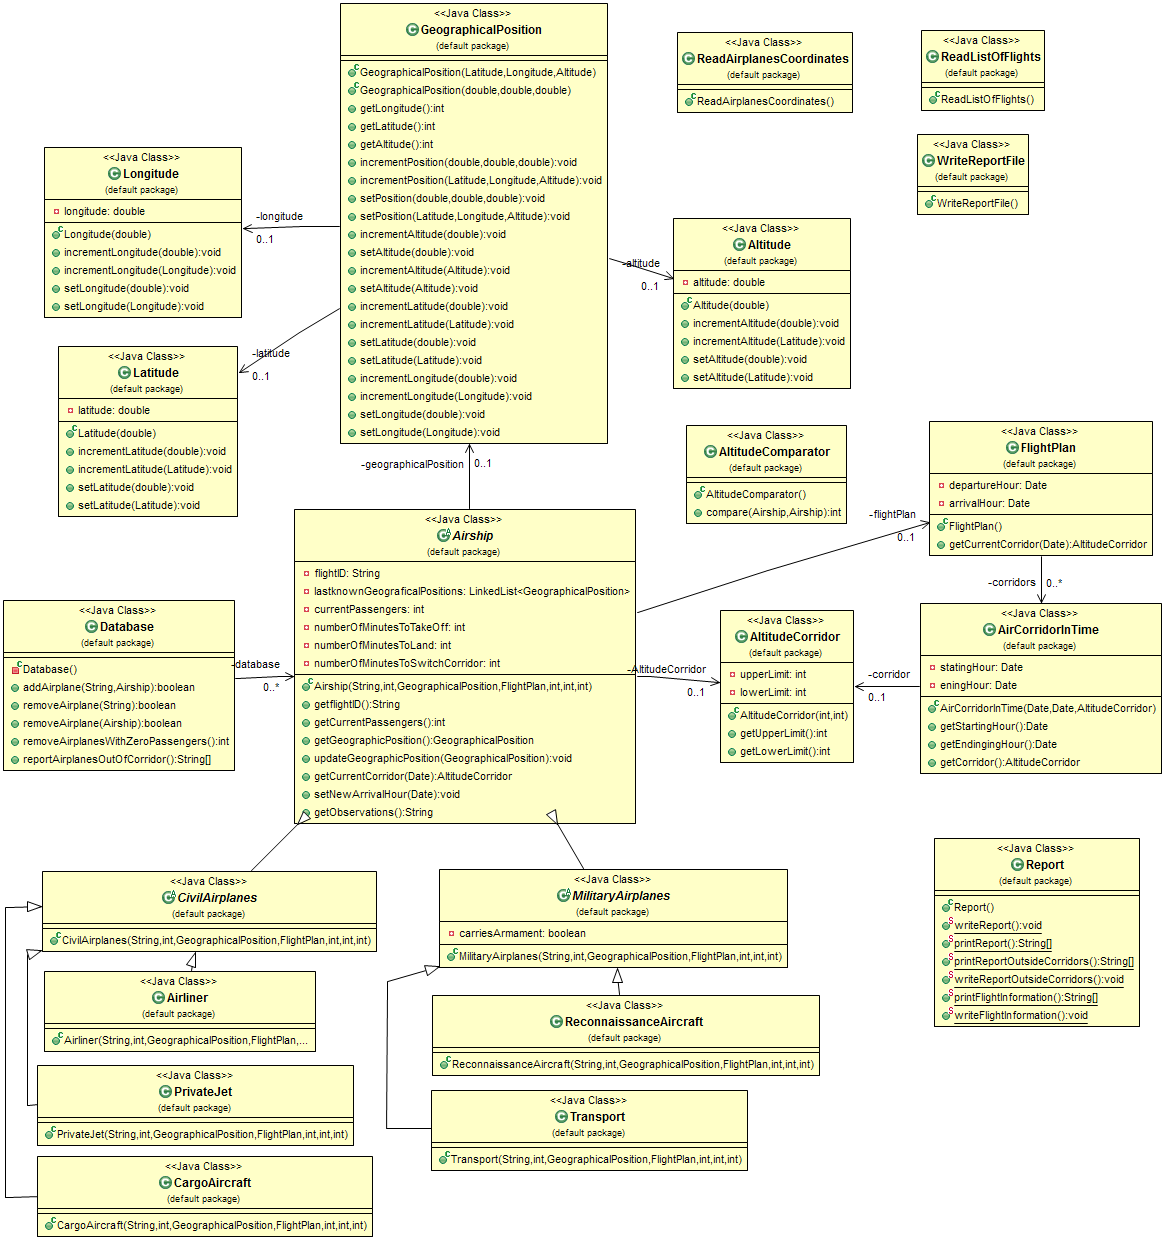 <<Java Class>>
GeographicalPosition
(default package)
GeographicalPosition(Latitude,Longitude,Altitude)
GeographicalPosition(double,double,double)
getLongitude():int
getLatitude():int
getAltitude():int
incrementPosition(double,double,double):void
incrementPosition(Latitude,Longitude,Altitude):void
setPosition(double,double,double):void
setPosition(Latitude,Longitude,Altitude):void
incrementAltitude(double):void
setAltitude(double):void
incrementAltitude(Altitude):void
setAltitude(Altitude):void
incrementLatitude(double):void
incrementLatitude(Latitude):void
setLatitude(double):void
setLatitude(Latitude):void
incrementLongitude(double):void
incrementLongitude(Longitude):void
setLongitude(double):void
setLongitude(Longitude):void
<<Java Class>>
ReadAirplanesCoordinates
(default package)
ReadAirplanesCoordinates()
<<Java Class>>
ReadListOfFlights
(default package)
ReadListOfFlights()
<<Java Class>>
WriteReportFile
(default package)
WriteReportFile()
<<Java Class>>
Longitude
(default package)
longitude: double
Longitude(double)
incrementLongitude(double):void
incrementLongitude(Longitude):void
setLongitude(double):void
setLongitude(Longitude):void
-longitude
0..1
<<Java Class>>
Altitude
(default package)
altitude: double
Altitude(double)
incrementAltitude(double):void
incrementAltitude(Latitude):void
setAltitude(double):void
setAltitude(Latitude):void
-altitude
0..1
<<Java Class>>
Latitude
(default package)
latitude: double
Latitude(double)
incrementLatitude(double):void
incrementLatitude(Latitude):void
setLatitude(double):void
setLatitude(Latitude):void
-latitude
0..1
-geographicalPosition
0..1
<<Java Class>>
AltitudeComparator
(default package)
AltitudeComparator()
compare(Airship,Airship):int
<<Java Class>>
FlightPlan
(default package)
departureHour: Date
arrivalHour: Date
FlightPlan()
getCurrentCorridor(Date):AltitudeCorridor
-flightPlan
0..1
-corridors
0..*
<<Java Class>>
Airship
(default package)
flightID: String
lastknownGeograficalPositions: LinkedList<GeographicalPosition>
currentPassengers: int
numberOfMinutesToTakeOff: int
numberOfMinutesToLand: int
numberOfMinutesToSwitchCorridor: int
Airship(String,int,GeographicalPosition,FlightPlan,int,int,int)
getflightID():String
getCurrentPassengers():int
getGeographicPosition():GeographicalPosition
updateGeographicPosition(GeographicalPosition):void
getCurrentCorridor(Date):AltitudeCorridor
setNewArrivalHour(Date):void
getObservations():String
<<Java Class>>
Database
(default package)
Database()
addAirplane(String,Airship):boolean
removeAirplane(String):boolean
removeAirplane(Airship):boolean
removeAirplanesWithZeroPassengers():int
reportAirplanesOutOfCorridor():String[]
-database
0..*
-AltitudeCorridor
0..1
<<Java Class>>
AltitudeCorridor
(default package)
upperLimit: int
lowerLimit: int
AltitudeCorridor(int,int)
getUpperLimit():int
getLowerLimit():int
-corridor
0..1
<<Java Class>>
AirCorridorInTime
(default package)
statingHour: Date
eningHour: Date
AirCorridorInTime(Date,Date,AltitudeCorridor)
getStartingHour():Date
getEndingingHour():Date
getCorridor():AltitudeCorridor
<<Java Class>>
CivilAirplanes
(default package)
CivilAirplanes(String,int,GeographicalPosition,FlightPlan,int,int,int)
<<Java Class>>
MilitaryAirplanes
(default package)
carriesArmament: boolean
MilitaryAirplanes(String,int,GeographicalPosition,FlightPlan,int,int,int)
<<Java Class>>
Report
(default package)
Report()
writeReport():void
printReport():String[]
printReportOutsideCorridors():String[]
writeReportOutsideCorridors():void
printFlightInformation():String[]
writeFlightInformation():void
<<Java Class>>
Airliner
(default package)
Airliner(String,int,GeographicalPosition,FlightPlan,...
<<Java Class>>
ReconnaissanceAircraft
(default package)
ReconnaissanceAircraft(String,int,GeographicalPosition,FlightPlan,int,int,int)
<<Java Class>>
PrivateJet
(default package)
PrivateJet(String,int,GeographicalPosition,FlightPlan,int,int,int)
<<Java Class>>
Transport
(default package)
Transport(String,int,GeographicalPosition,FlightPlan,int,int,int)
<<Java Class>>
CargoAircraft
(default package)
CargoAircraft(String,int,GeographicalPosition,FlightPlan,int,int,int)